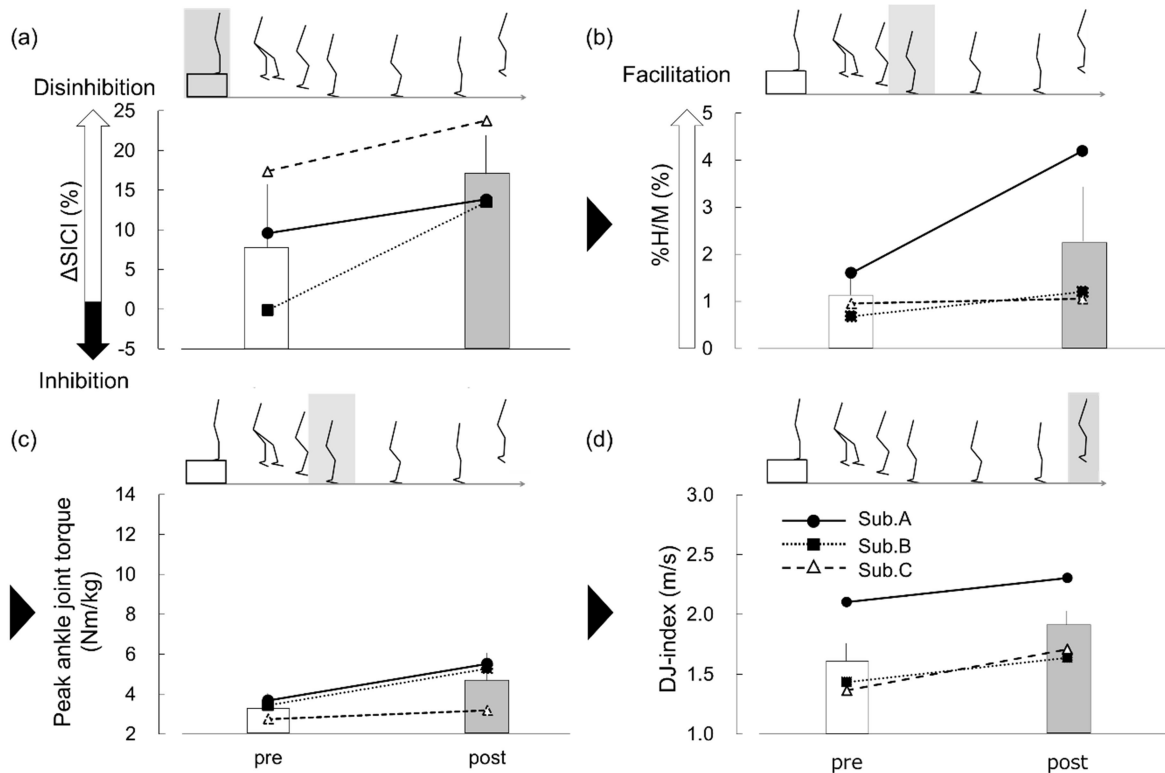 (a)
Disinhibition
ΔSICI (%)
25
20
15
10
5
0
-5
Inhibition
(b)
Facilitation
%H/M (%)
5
4
3
2
1
0
(c)
Peak ankle joint torque
(Nm/kg)
14
12
10
8
6
4
2
pre
post
(d)
DJ-index (m/s)
3.0
2.5
2.0
1.5
1.0
Sub.A
Sub.B
Sub.C
pre
post